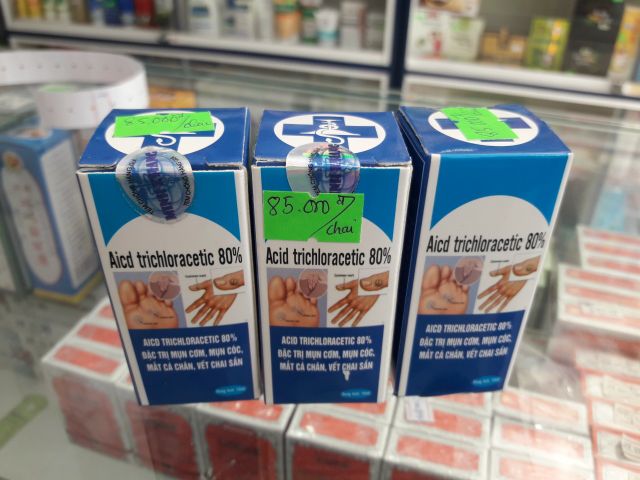 85.000đ/chai
Aicd trichloracetic 80%
AICD TRICHLORACETIC 80%
ĐẶC TRỊ MỤN CƠM, MỤN CÓC,
MẮT CÁ CHÂN, VẾT CHAI SẦN
85.000đ/
chai
Acid trichloracetic 80%
Common wart
ACID TRICHLORACETIC 80%
ĐẶC TRỊ MỤN CƠM, MỤN CÓC,
MẮT CÁ CHÂN, VẾT CHAI SẦN
Aicd trichloracetic 80%
AICD TRICHLORACETIC 80%
ĐẶC TRỊ MỤN CƠM, MỤN CÓC,
MẮT CÁ CHÂN, VẾT CHAI SẦN